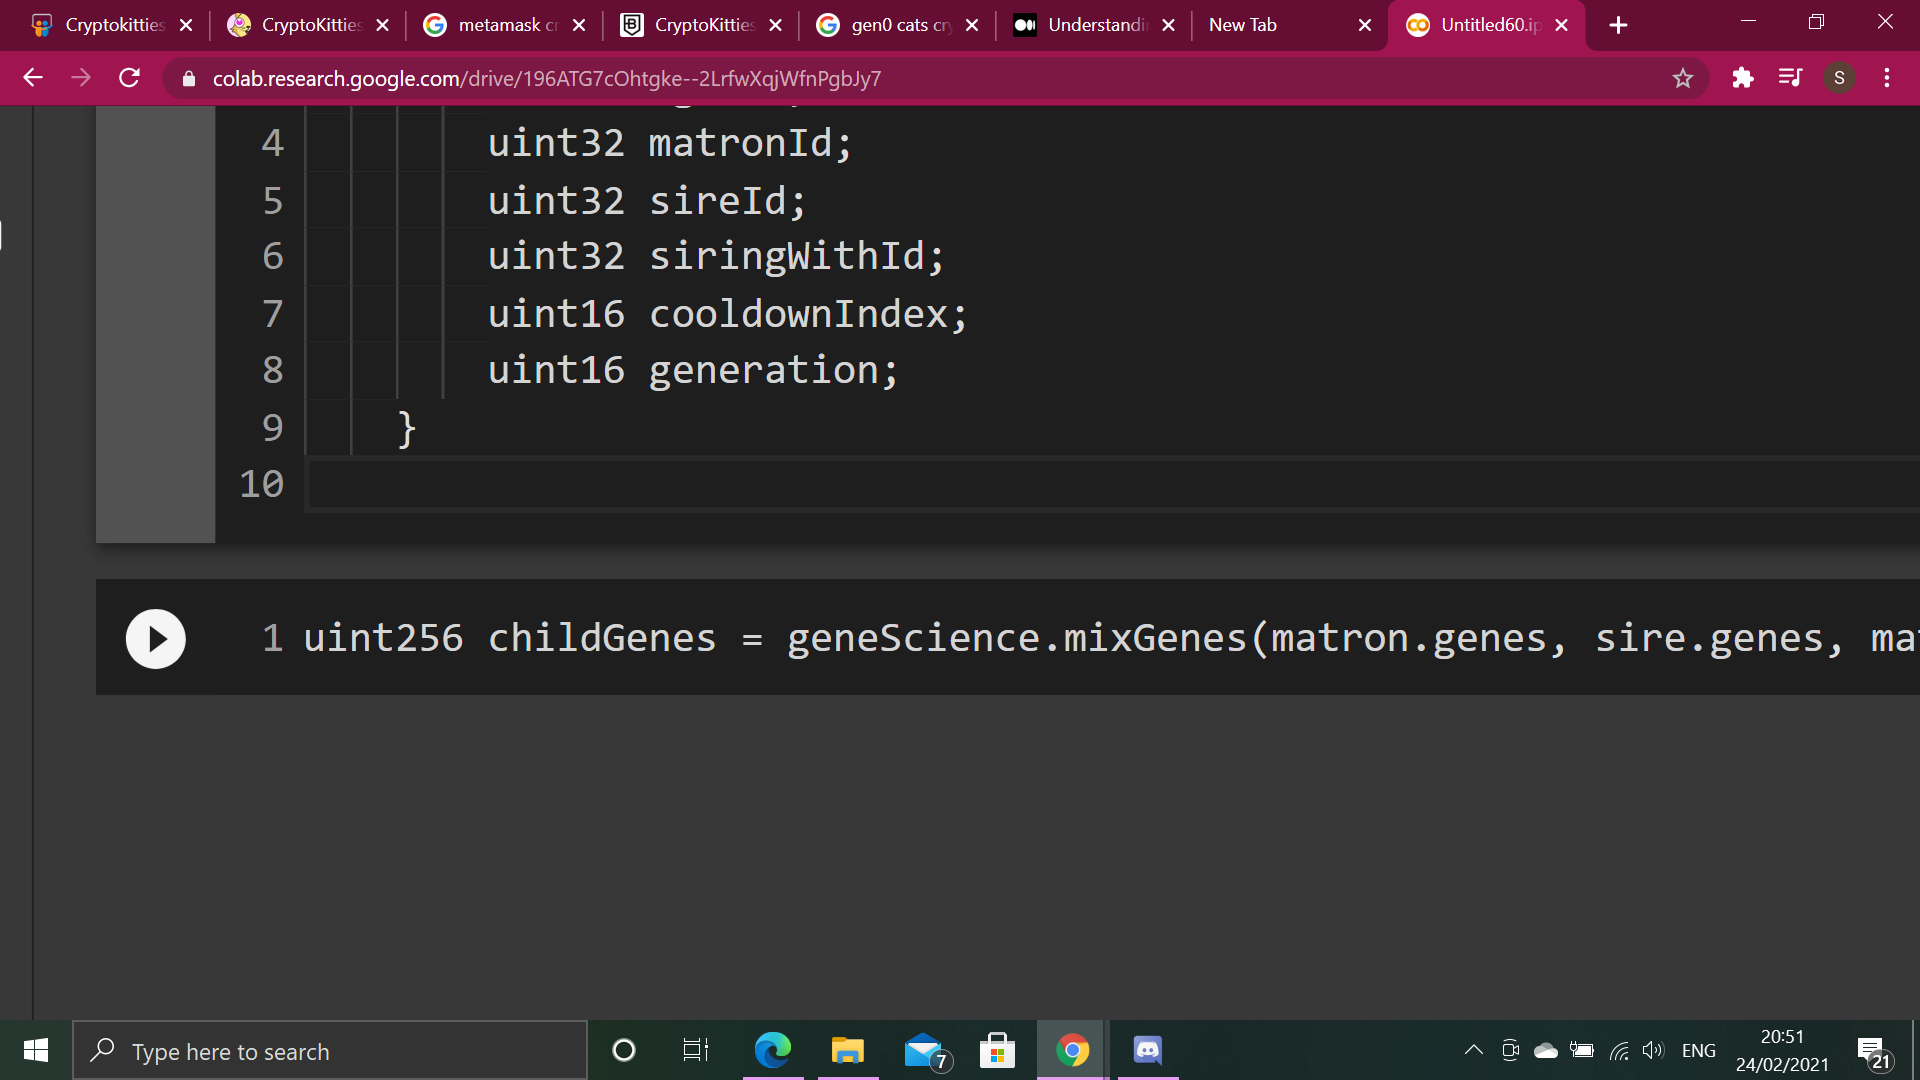 Cryptokitties
CryptoKitties
metamask cr
CryptoKitties
gen0 cats cry
Understandi
New Tab
Untitled60.ip
colab.research.google.com/drive/196ATG7cOhtgke--2LrfwXqjWfnPgbJy7
S
4 uint32 matronId;
5 uint32 sireId;
6 uint32 siringWithId;
7 uint16 cooldownIndex;
8 uint16 generation;
9 }
10
1 uint256 childGenes = geneScience.mixGenes(matron.genes, sire.genes, mat
Type here to search
7
ENG
20:51
24/02/2021
21